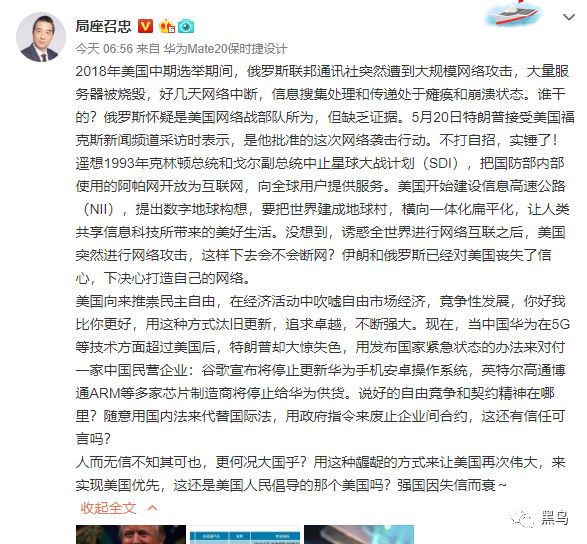 局座召忠
今天 06:56 来自 华为Mate20保时捷设计
2018年美国中期选举期间，俄罗斯联邦通讯社突然遭到大规模网络攻击，大量服
务器被烧毁，好几天网络中断，信息搜集处理和传递处于瘫痪和崩溃状态。谁干
的？俄罗斯怀疑是美国网络战部队所为，但缺乏证据。5月20日特朗普接受美国福
克斯新闻频道采访时表示，是他批准的这次网络袭击行动。不打自招，实锤了！
遥想1993年克林顿总统和戈尔副总统中止星球大战计划（SDI），把国防部内部
使用的阿帕网开放为互联网，向全球用户提供服务。美国开始建设信息高速公路
（NII），提出数字地球构想，要把世界建成地球村，横向一体化扁平化，让人类
共享信息科技所带来的美好生活。没想到，诱惑全世界进行网络互联之后，美国
突然进行网络攻击，这样下去会不会断网？伊朗和俄罗斯已经对美国丧失了信
心，下决心打造自己的网络。
美国向来推崇民主自由，在经济活动中吹嘘自由市场经济，竞争性发展，你好我
比你更好，用这种方式汰旧更新，追求卓越，不断强大。现在，当中国华为在5G
等技术方面超过美国后，特朗普却大惊失色，用发布国家紧急状态的办法来对付
一家中国民营企业：谷歌宣布将停止更新华为手机安卓操作系统，英特尔高通博
通ARM等多家芯片制造商将停止给华为供货。说好的自由竞争和契约精神在哪
里？随意用国内法来代替国际法，用政府指令来废止企业间合约，这还有信任可
言吗？
人而无信不知其可也，更何况大国乎？用这种龌龊的方式来让美国再次伟大，来
实现美国优先，这还是美国人民倡导的那个美国吗？强国因失信而衰～
收起全文
黑鸟